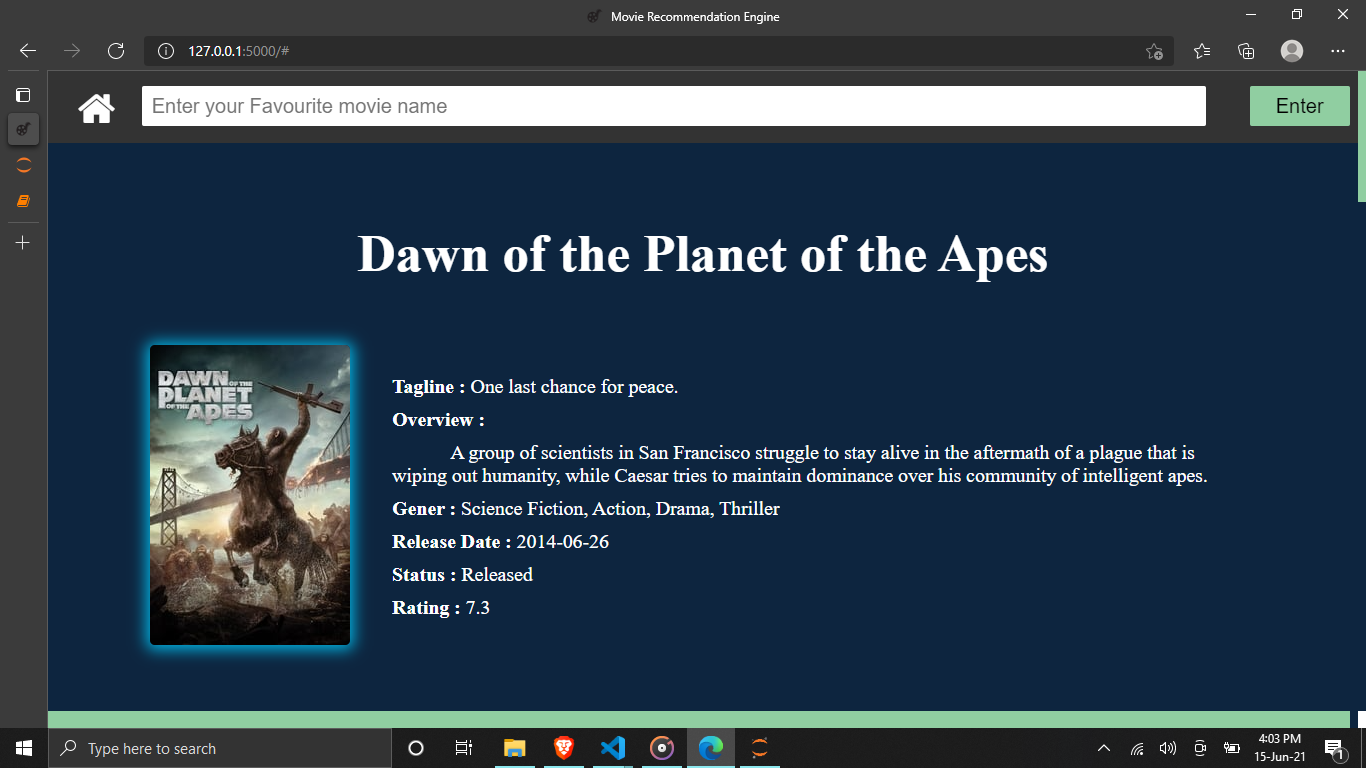 Movie Recommendation Engine
127.0.0.1:5000/#
Enter your Favourite movie name
Enter
Dawn of the Planet of the Apes
DAWN OF THE
PLANET
OF THE APES
Tagline : One last chance for peace.
Overview :
A group of scientists in San Francisco struggle to stay alive in the aftermath of a plague that is
wiping out humanity, while Caesar tries to maintain dominance over his community of intelligent apes.
Gener : Science Fiction, Action, Drama, Thriller
Release Date : 2014-06-26
Status : Released
Rating : 7.3
Type here to search
4:03 PM
15-Jun-21
1